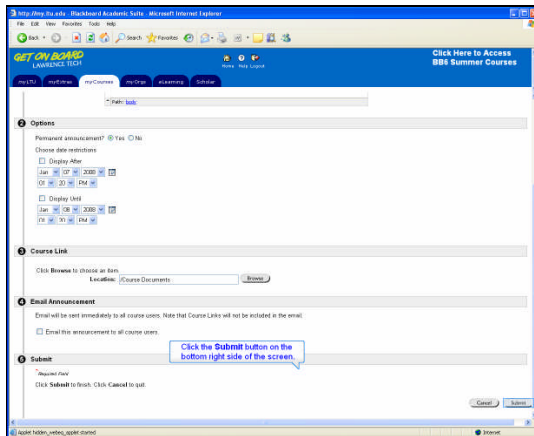 http://my.ltu.edu - Blackboard Academic Suite - Microsoft Internet Explorer
File Edit View Favorites Tools Help
Back Search Favorites
GET ON BOARD
LAWRENCE TECH
Home Help Logout
Click Here to Access
BB6 Summer Courses
myLTU myExtras myCourses myOrgs eLearning Scholar
Path: body
2 Options
Permanent announcement? Yes No
Choose date restrictions
Display After
Jan 07 2008
01 20 PM
Display Until
Jan 08 2008
01 20 PM
3 Course Link
Click Browse to choose an item.
Location: /Course Documents Browse
4 Email Announcement
Email will be sent immediately to all course users. Note that Course Links will not be included in the email.
Email this announcement to all course users.
Click the Submit button on the
bottom right side of the screen.
5 Submit
*Required Field
Click Submit to finish. Click Cancel to quit.
Cancel Submit
Applet hidden_webeq_applet started Internet